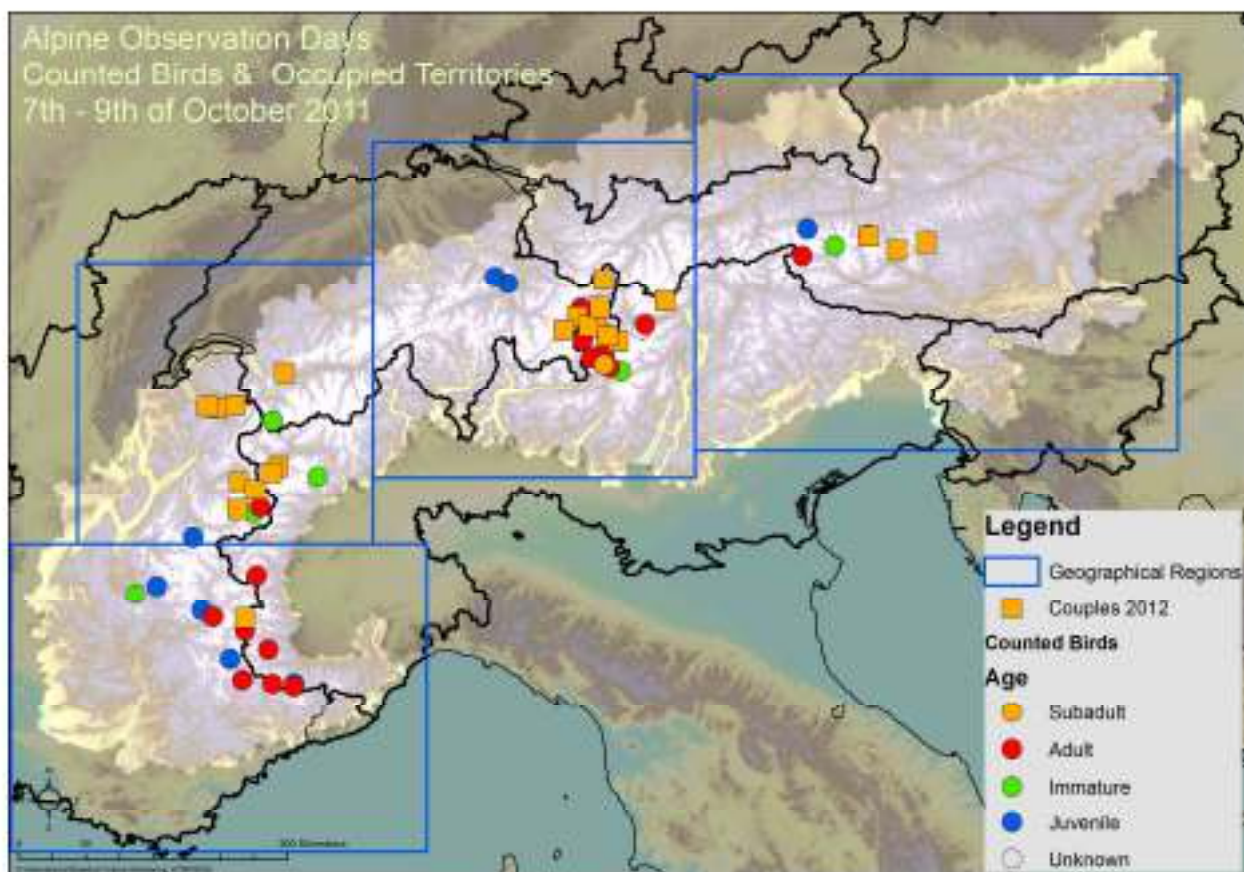 Alpine Observation Days
Counted Birds & Occupied Territories
7th - 9th of October 2011
Legend
Geographical Regions
Couples 2012
Counted Birds
Age
Subadult
Adult
Immature
Juvenile
Unknown